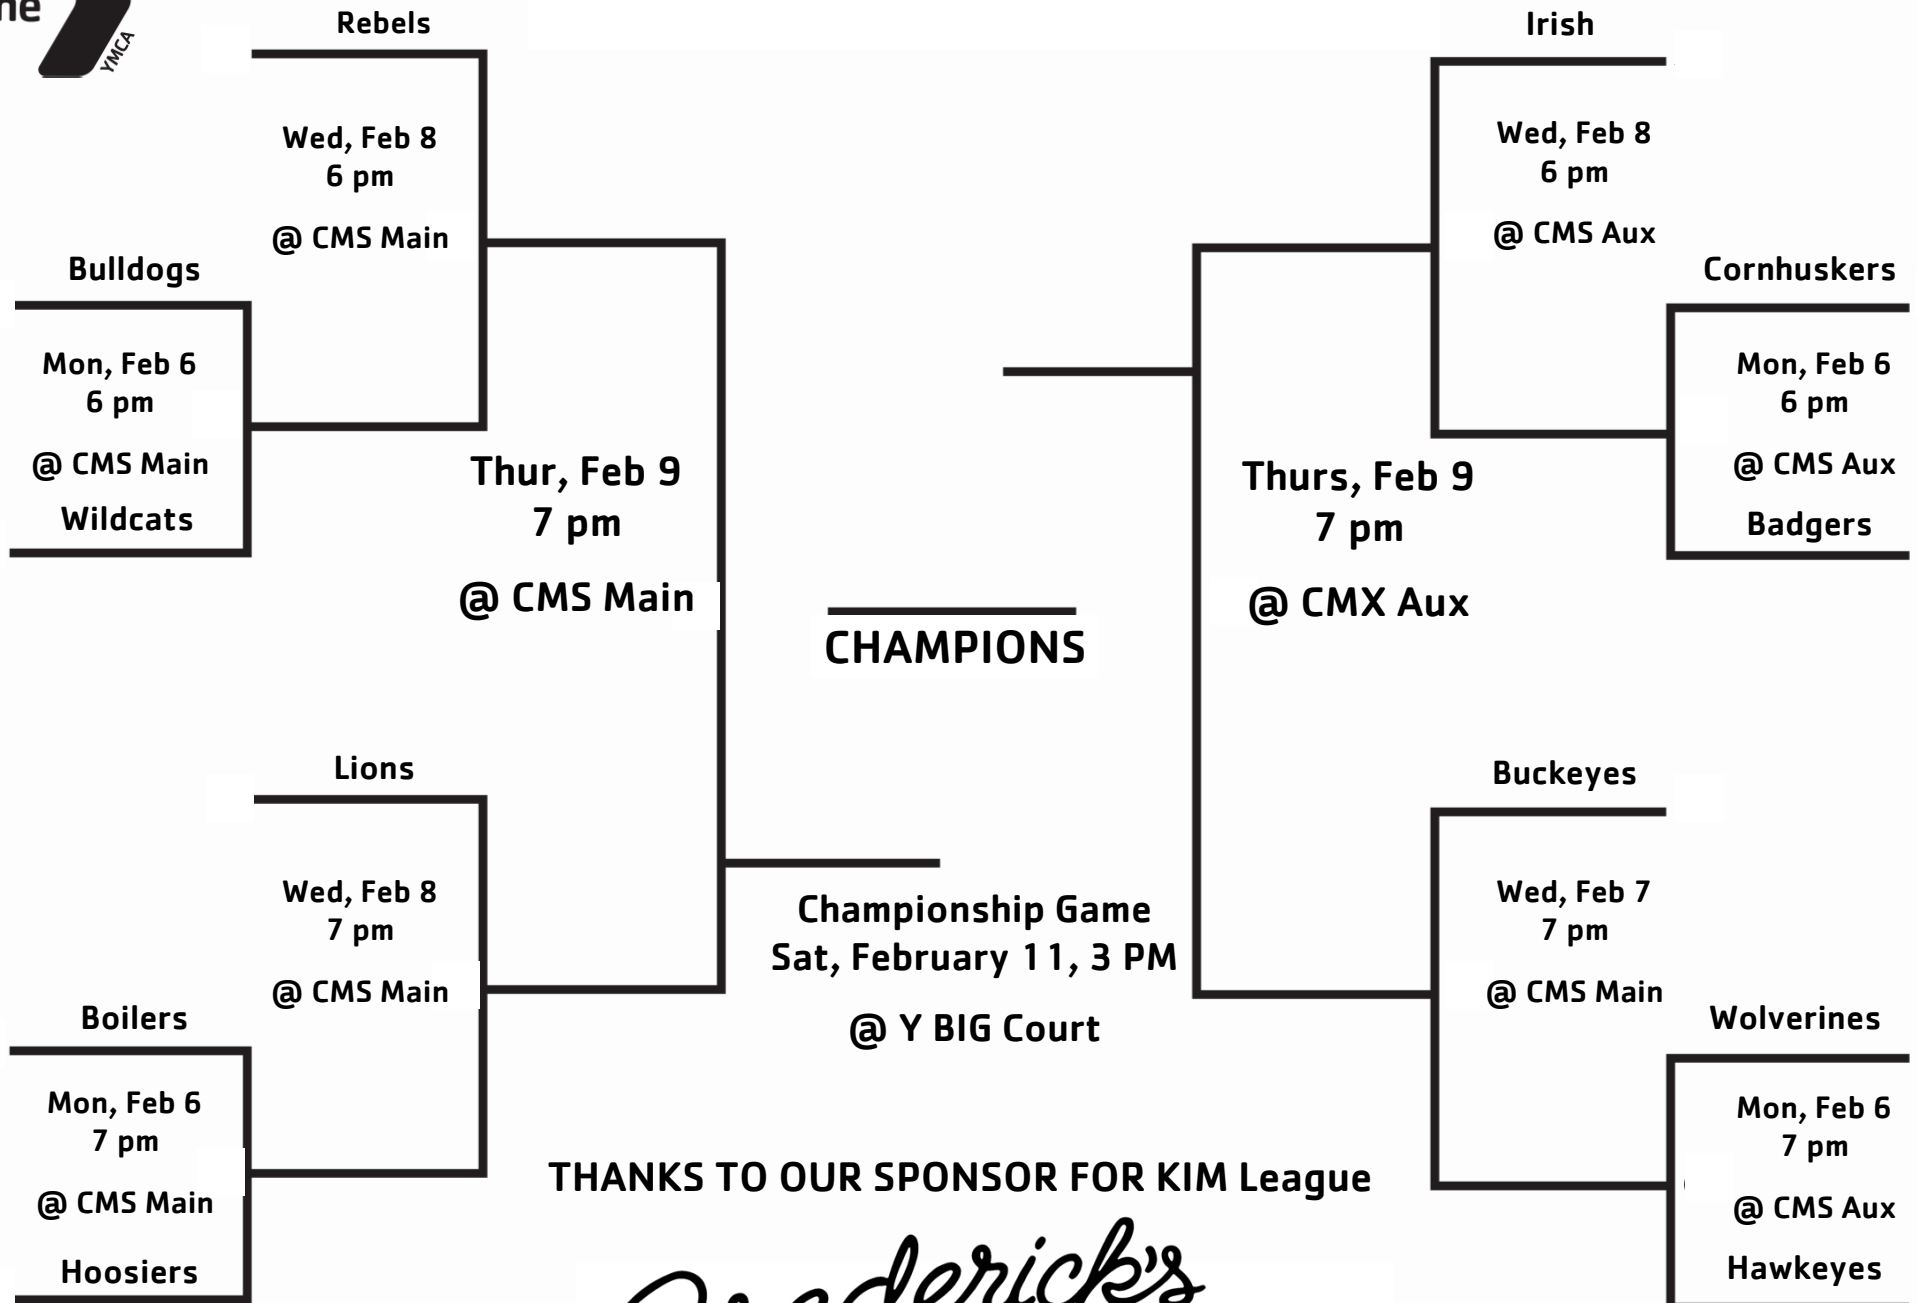 YMCA
Rebels
Wed, Feb 8
6 pm
@ CMS Main
Bulldogs
Mon, Feb 6
6 pm
@ CMS Main
Wildcats
Thur, Feb 9
7 pm
@ CMS Main
Lions
Wed, Feb 8
7 pm
@ CMS Main
Boilers
Mon, Feb 6
7 pm
@ CMS Main
Hoosiers
CHAMPIONS
Championship Game
Sat, February 11, 3 PM
@ Y BIG Court
THANKS TO OUR SPONSOR FOR KIM League
Irish
Wed, Feb 8
6 pm
@ CMS Aux
Cornhuskers
Mon, Feb 6
6 pm
@ CMS Aux
Badgers
Thurs, Feb 9
7 pm
@ CMX Aux
Buckeyes
Wed, Feb 7
7 pm
@ CMS Main
Wolverines
Mon, Feb 6
7 pm
@ CMS Aux
Hawkeyes